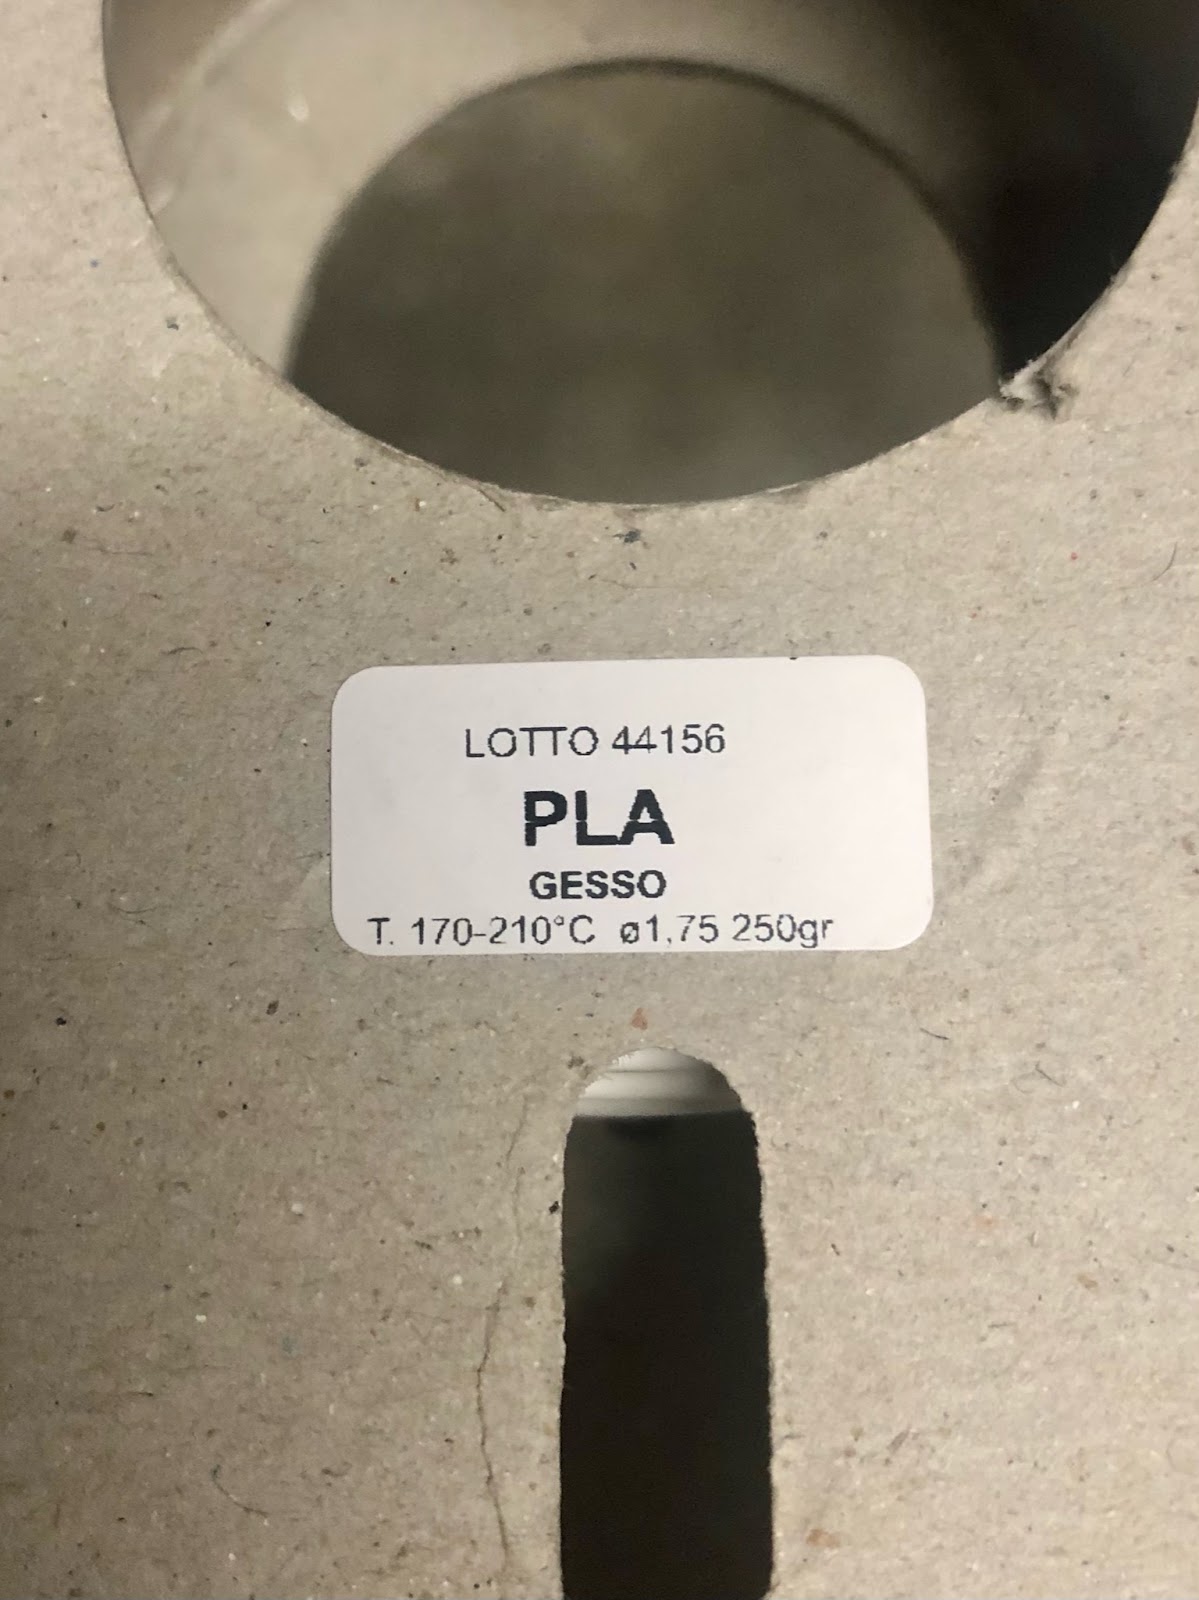 LOTTO 44156
PLA
GESSO
T. 170-210°C ø1,75 250gr